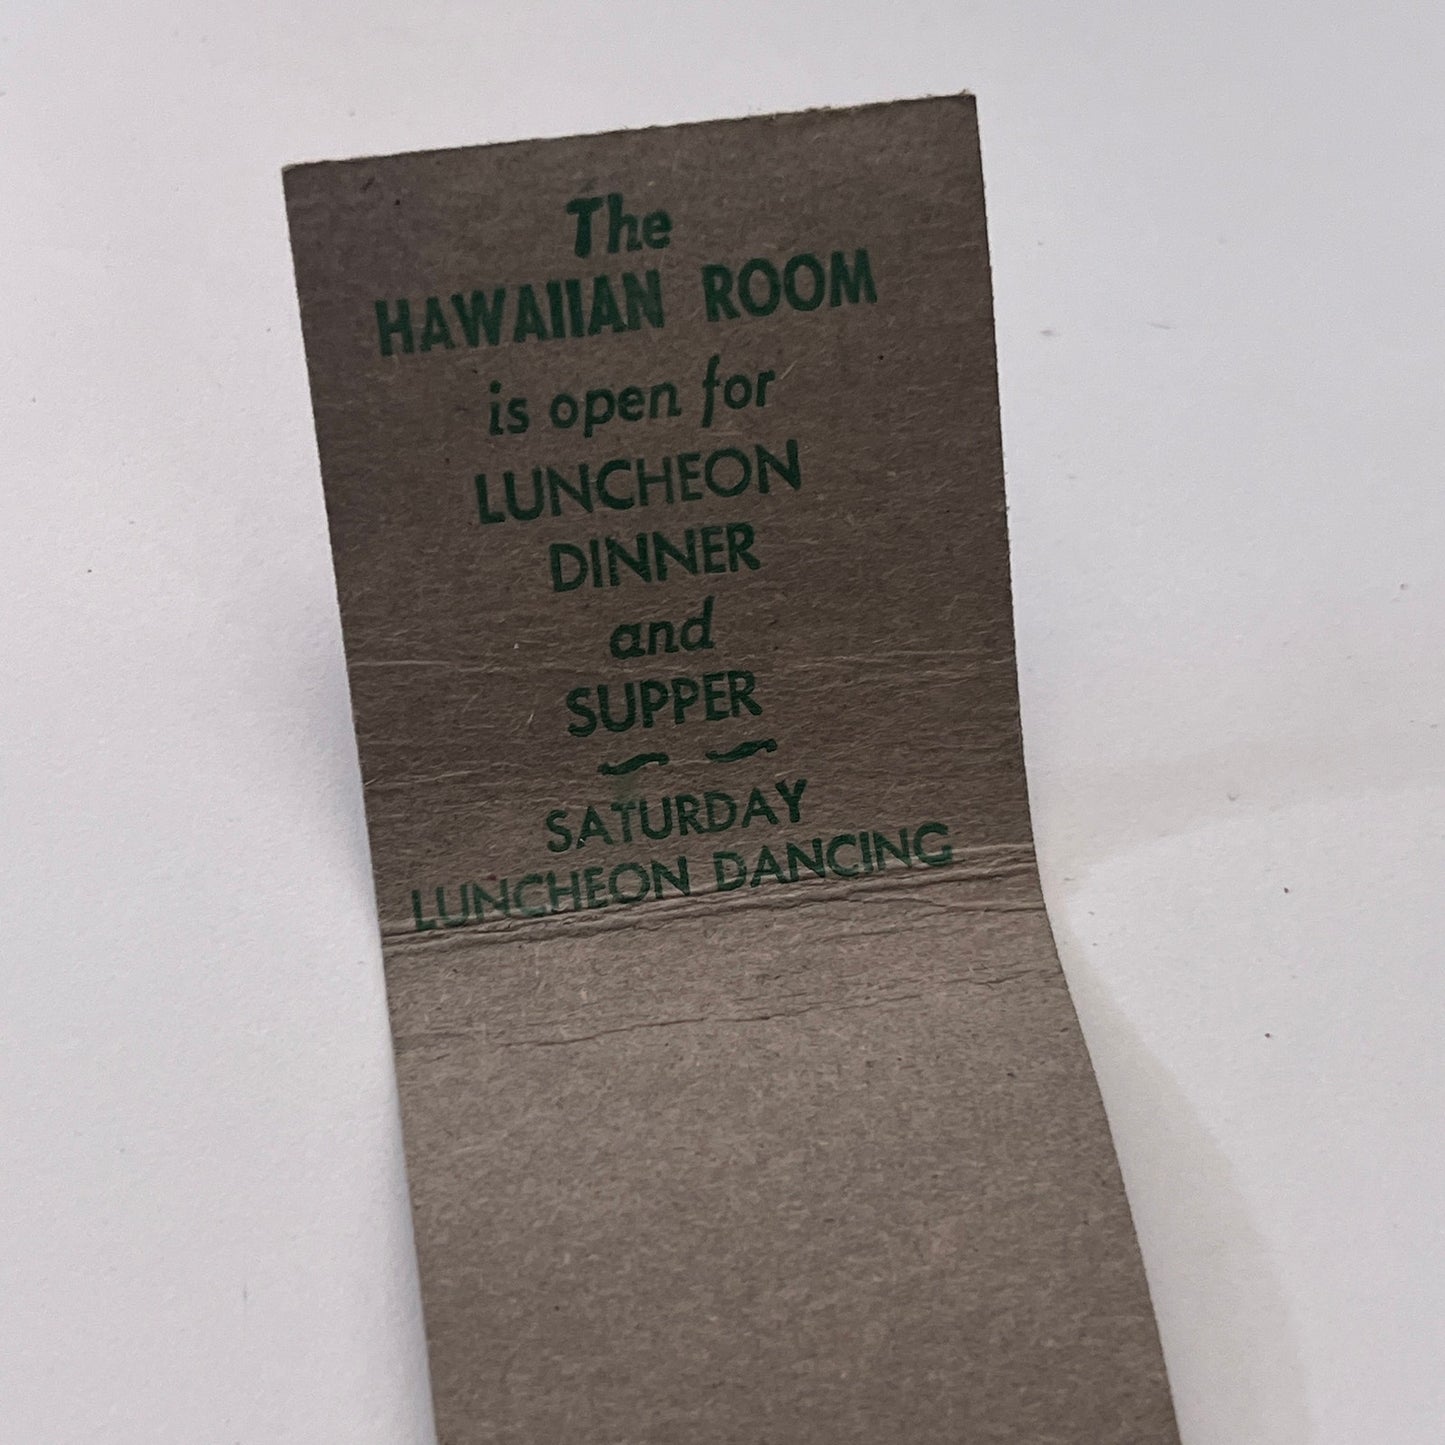 The
HAWAIIAN ROOM
is open for
LUNCHEON
DINNER
and
SUPPER
SATURDAY
LUNCHEON DANCING